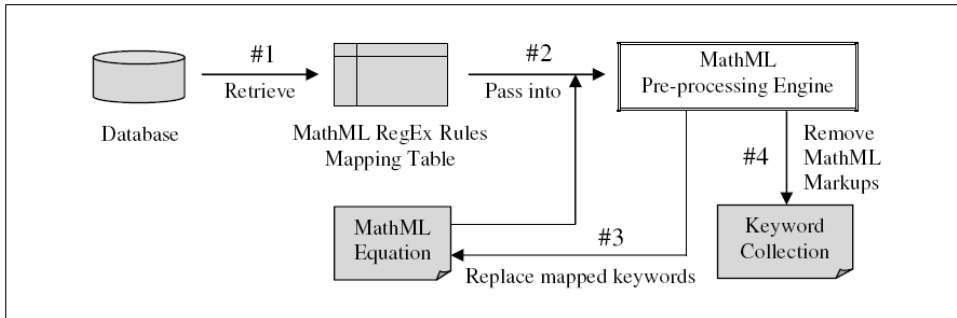 #1
Retrieve
Database
MathML RegEx Rules
Mapping Table
#2
Pass into
MathML
Pre-processing Engine
#4
Remove
MathML
Markups
MathML
Equation
#3
Replace mapped keywords
Keyword
Collection